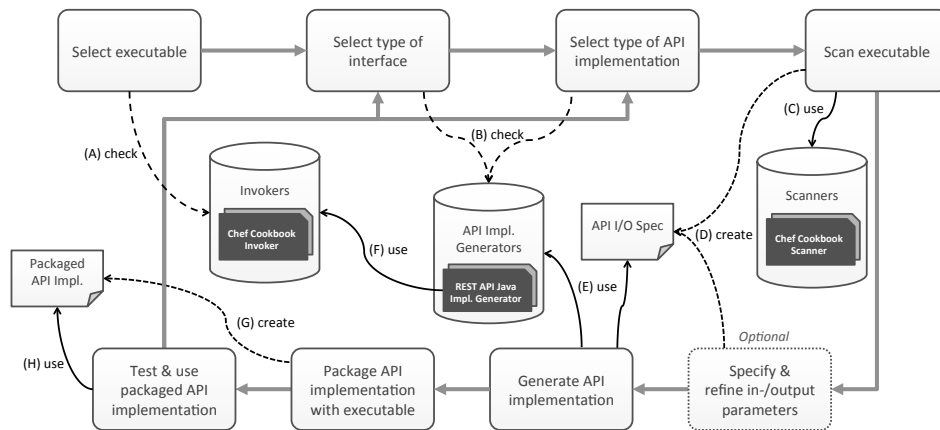 Select executable
Select type of
interface
Select type of API
implementation
Scan executable
(A) check
(B) check
(C) use
Invokers
Chef Cookbook
Invoker
API Impl.
Generators
REST API Java
Impl. Generator
API I/O Spec
Scanners
Chef Cookbook
Scanner
(D) create
(E) use
(F) use
Packaged
API Impl.
(G) create
(H) use
Optional
Test & use
packaged API
implementation
Package API
implementation
with executable
Generate API
implementation
Specify &
refine in-/output
parameters